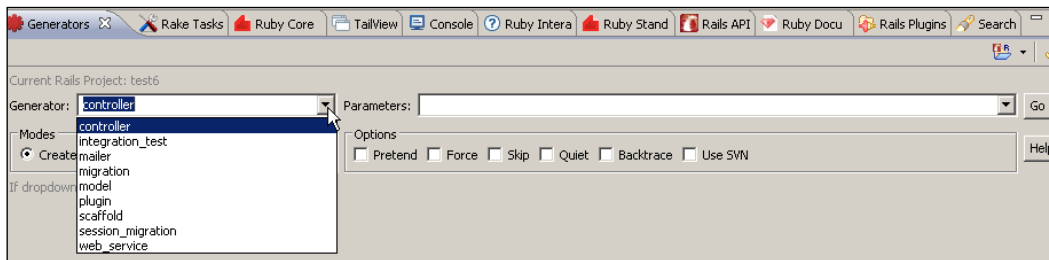 Generators Rake Tasks Ruby Core TailView Console Ruby Intera Ruby Stand Rails API Ruby Docu Rails Plugins Search
Current Rails Project: test6
Generator: controller Parameters: Go
controller
integration_test
mailer
migration
model
plugin
scaffold
session_migration
web_service
Modes
Create
Options
Pretend Force Skip Quiet Backtrace Use SVN
Help
If dropdown